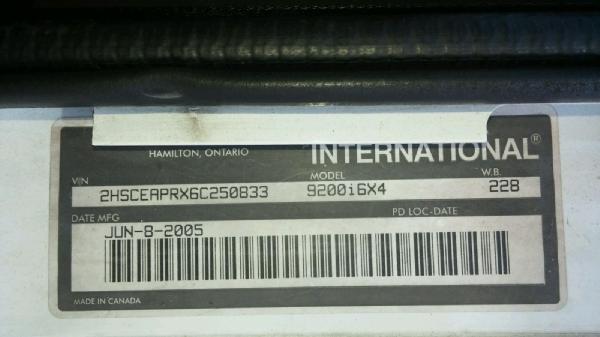 HAMILTON, ONTARIO INTERNATIONAL®
VIN MODEL W.B.
2HSCEAPRX6C250833 9200i6X4 228
DATE MFG PD LOC-DATE
JUN-8-2005
MADE IN CANADA